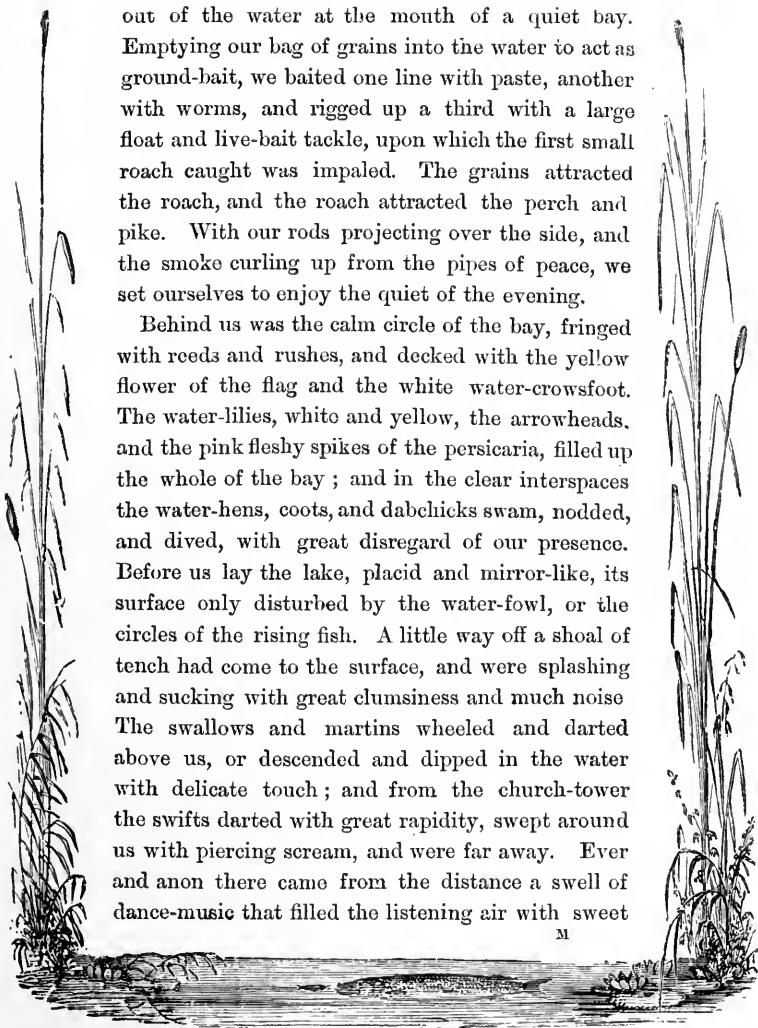 out of the water at the mouth of a quiet bay.
Emptying our bag of grains into the water to act as
ground-bait, we baited one line with paste, another
with worms, and rigged up a third with a large
float and live-bait tackle, upon which the first small
roach caught was impaled. The grains attracted
the roach, and the roach attracted the perch and
pike. With our rods projecting over the side, and
the smoke curling up from the pipes of peace, we
set ourselves to enjoy the quiet of the evening.
Behind us was the calm circle of the bay, fringed
with reeds and rushes, and decked with the yellow
flower of the flag and the white water-crowsfoot.
The water-lilies, white and yellow, the arrowheads,
and the pink fleshy spikes of the persicaria, filled up
the whole of the bay ; and in the clear interspaces
the water-hens, coots, and dabchicks swam, nodded,
and dived, with great disregard of our presence.
Before us lay the lake, placid and mirror-like, its
surface only disturbed by the water-fowl, or the
circles of the rising fish. A little way off a shoal of
tench had come to the surface, and were splashing
and sucking with great clumsiness and much noise
The swallows and martins wheeled and darted
above us, or descended and dipped in the water
with delicate touch ; and from the church-tower
the swifts darted with great rapidity, swept around
us with piercing scream, and were far away. Ever
and anon there came from the distance a swell of
dance-music that filled the listening air with sweet
M